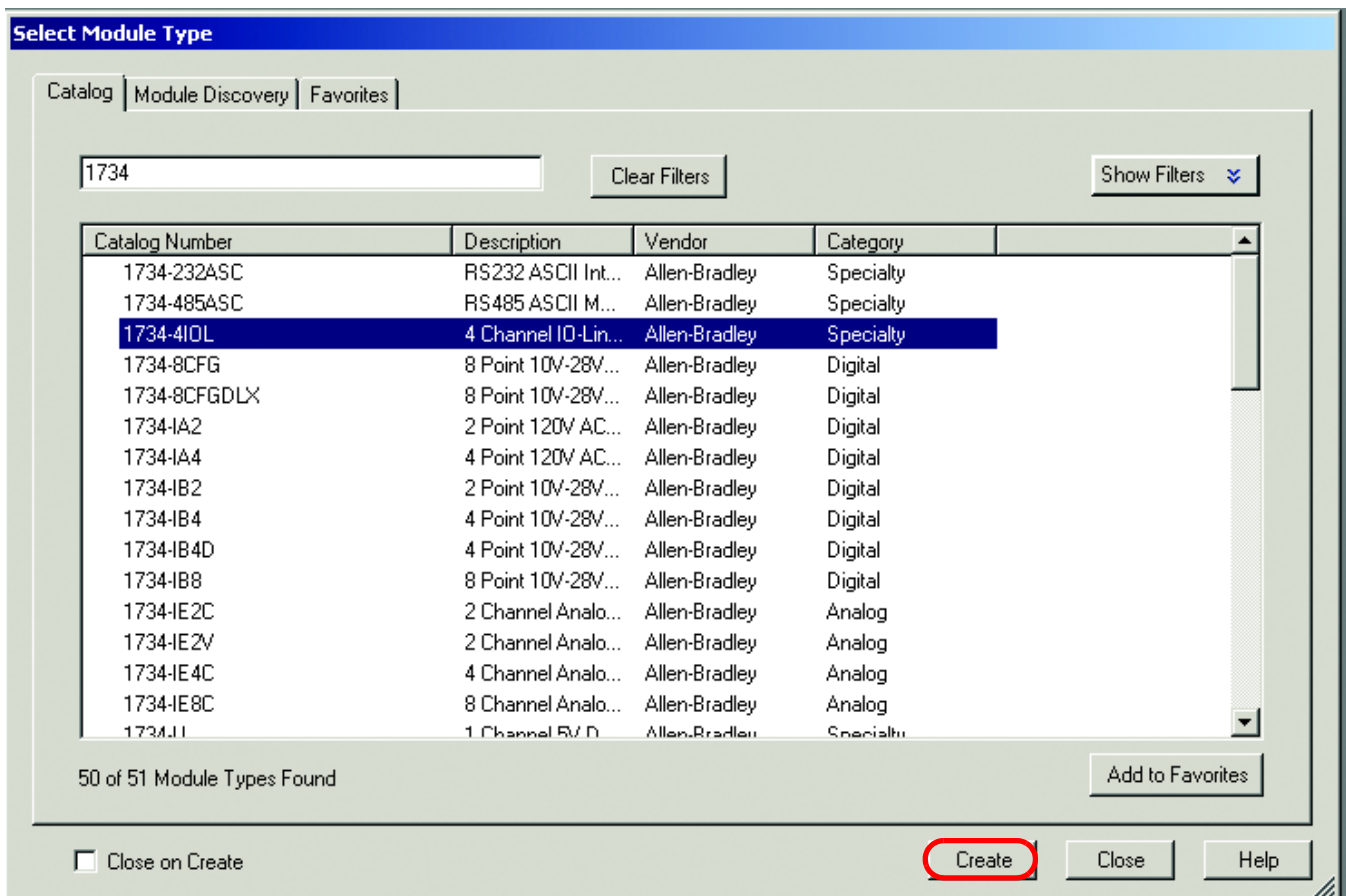 Select Module Type
Catalog Module Discovery Favorites
1734 Clear Filters Show Filters
Catalog Number Description Vendor Category
1734-232ASC RS232 ASCII Int... Allen-Bradley Specialty
1734-485ASC RS485 ASCII M... Allen-Bradley Specialty
1734-4IOL 4 Channel IO-Lin... Allen-Bradley Specialty
1734-8CFG 8 Point 10V-28V... Allen-Bradley Digital
1734-8CFGDLX 8 Point 10V-28V... Allen-Bradley Digital
1734-IA2 2 Point 120V AC... Allen-Bradley Digital
1734-IA4 4 Point 120V AC... Allen-Bradley Digital
1734-IB2 2 Point 10V-28V... Allen-Bradley Digital
1734-IB4 4 Point 10V-28V... Allen-Bradley Digital
1734-IB4D 4 Point 10V-28V... Allen-Bradley Digital
1734-IB8 8 Point 10V-28V... Allen-Bradley Digital
1734-IE2C 2 Channel Analo... Allen-Bradley Analog
1734-IE2V 2 Channel Analo... Allen-Bradley Analog
1734-IE4C 4 Channel Analo... Allen-Bradley Analog
1734-IE8C 8 Channel Analo... Allen-Bradley Analog
1734-IJ 1 Channel 5V D... Allen-Bradley Specialty
50 of 51 Module Types Found Add to Favorites
Close on Create Create Close Help